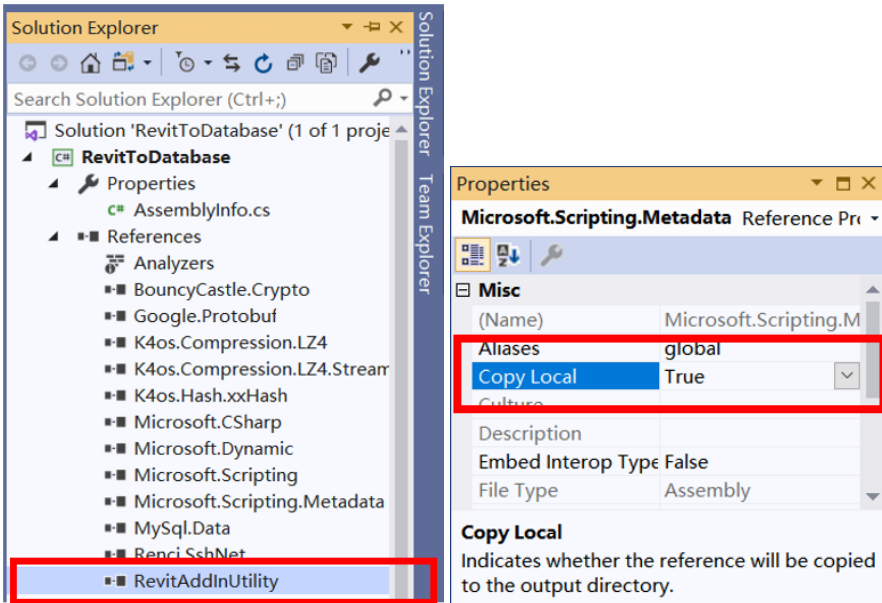 Solution Explorer
Search Solution Explorer (Ctrl+;)
Solution 'RevitToDatabase' (1 of 1 proje
C# RevitToDatabase
Properties
C# AssemblyInfo.cs
References
Analyzers
BouncyCastle.Crypto
Google.Protobuf
K4os.Compression.LZ4
K4os.Compression.LZ4.Stream
K4os.Hash.xxHash
Microsoft.CSharp
Microsoft.Dynamic
Microsoft.Scripting
Microsoft.Scripting.Metadata
MySql.Data
Renci.SshNet
RevitAddInUtility
Solution Explorer
Team Explorer
Properties
Microsoft.Scripting.Metadata Reference Pro
Misc
(Name) Microsoft.Scripting.M
Aliases global
Copy Local True
Culture
Description
Embed Interop Type False
File Type Assembly
Copy Local
Indicates whether the reference will be copied
to the output directory.